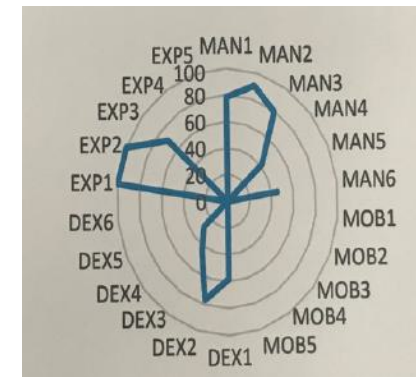 MAN1
MAN2
MAN3
MAN4
MAN5
MAN6
MOB1
MOB2
MOB3
MOB4
MOB5
DEX1
DEX2
DEX3
DEX4
DEX5
DEX6
EXP1
EXP2
EXP3
EXP4
EXP5
100
80
60
40
20
0